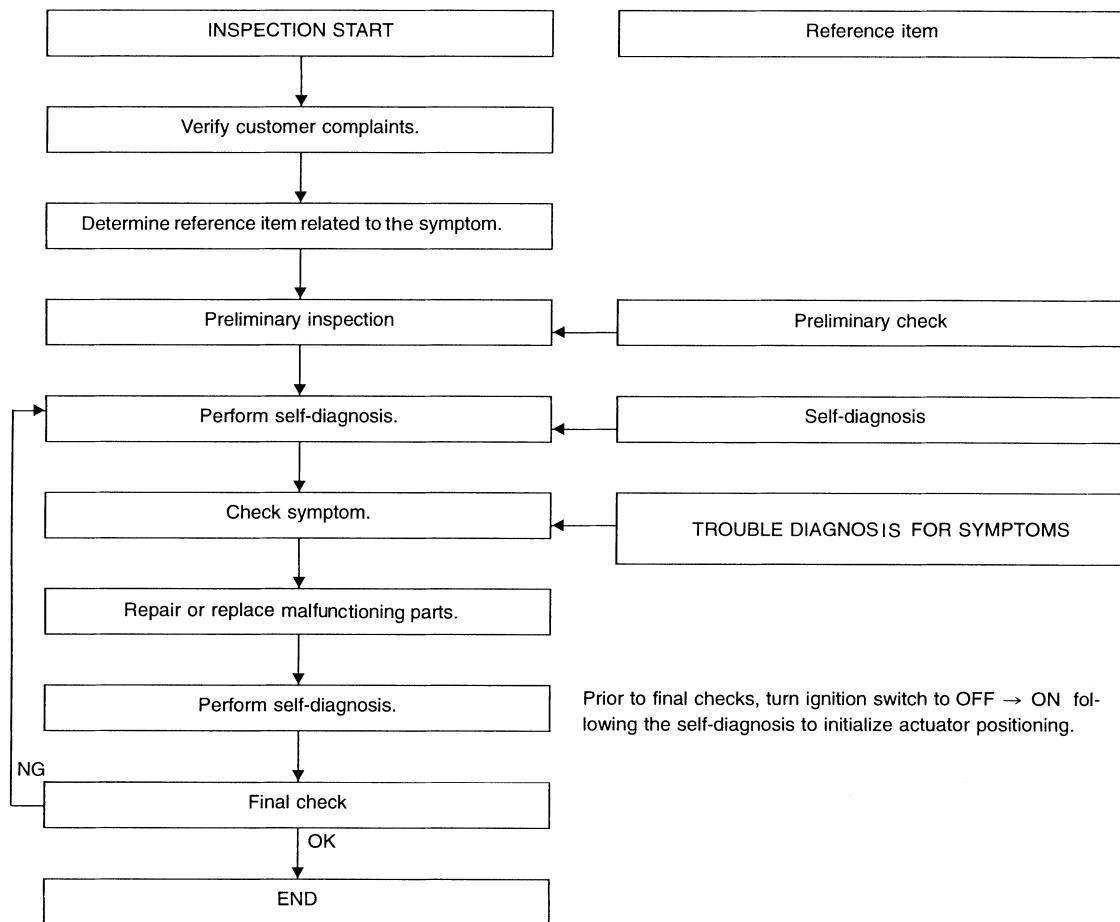 INSPECTION START
Reference item
Verify customer complaints.
Determine reference item related to the symptom.
Preliminary inspection
Preliminary check
Perform self-diagnosis.
Self-diagnosis
Check symptom.
TROUBLE DIAGNOSIS FOR SYMPTOMS
Repair or replace malfunctioning parts.
Perform self-diagnosis.
Prior to final checks, turn ignition switch to OFF → ON fol-
lowing the self-diagnosis to initialize actuator positioning.
NG
Final check
OK
END